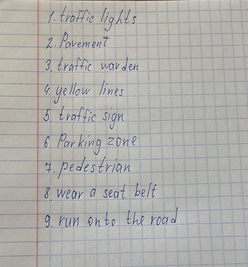 1. traffic lights
2. Pavement
3. traffic warden
4. yellow lines
5. traffic sign
6. Parking zone
7. pedestrian
8. wear a seat belt
9. run onto the road